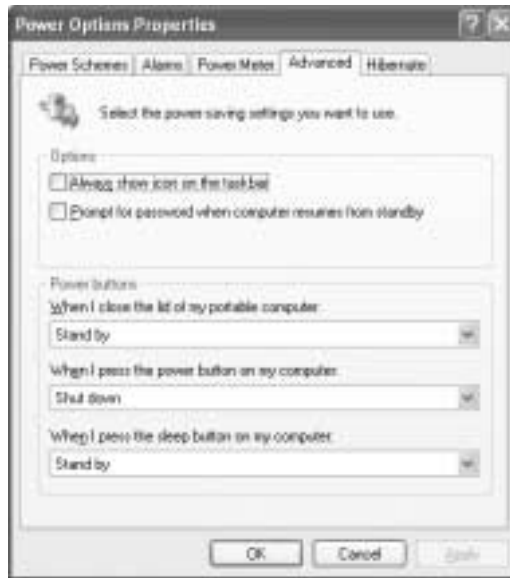 Power Options Properties
Power Schemes Alarms Power Meter Advanced Hibernate
Select the power saving settings you want to use.
Options
Always show icon on the taskbar
Prompt for password when computer resumes from standby
Power buttons
When I close the lid of my portable computer:
Stand by
When I press the power button on my computer:
Shut down
When I press the sleep button on my computer:
Stand by
OK Cancel Apply